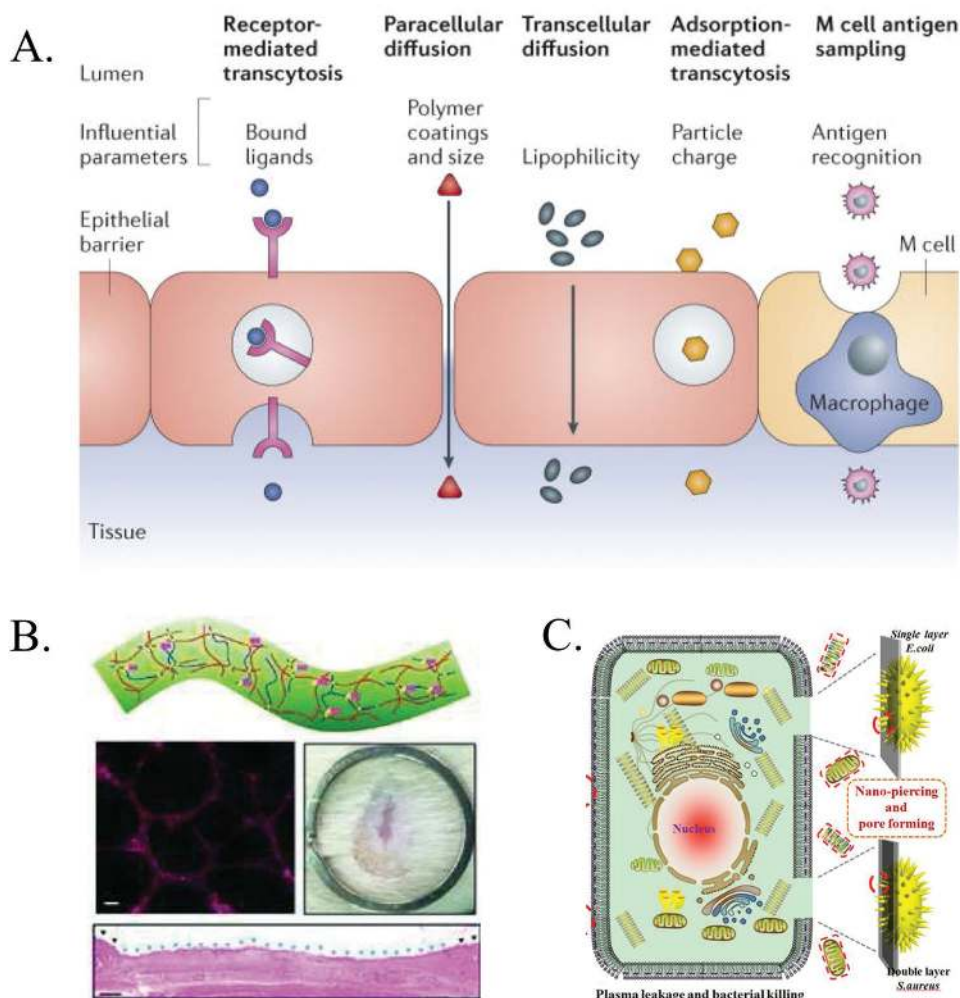 A.
Receptor-
mediated
transcytosis
Paracellular
diffusion
Transcellular
diffusion
Adsorption-
mediated
transcytosis
M cell antigen
sampling
Lumen
Influential
parameters
Bound
ligands
Polymer
coatings
and size
Lipophilicity
Particle
charge
Antigen
recognition
Epithelial
barrier
M cell
Macrophage
Tissue
B.
C.
Single layer
E.coli
Nano-piercing
and
pore forming
Nucleus
Double layer
S.aureus
Plasma leakage and bacterial killing